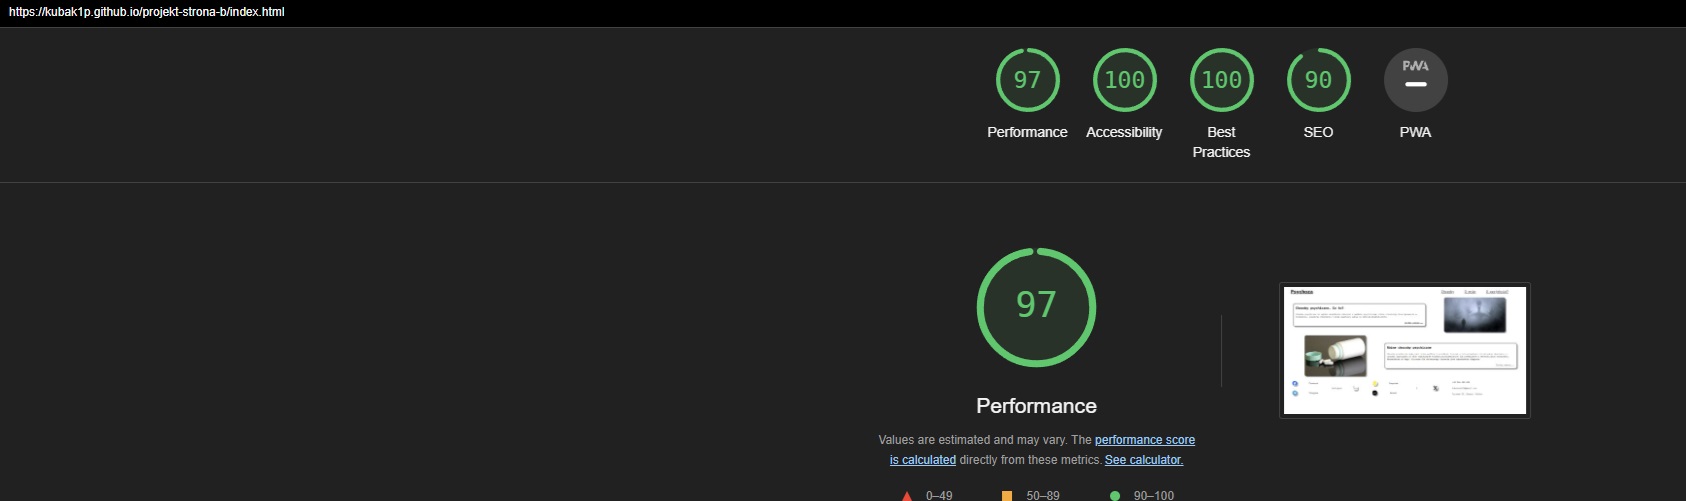 https://kubak1p.github.io/projekt-strona-b/index.html
97
100
100
90
PWA
Performance
Accessibility
Best
Practices
SEO
PWA
97
Performance
Values are estimated and may vary. The performance score
is calculated directly from these metrics. See calculator.
0–49
50–89
90–100